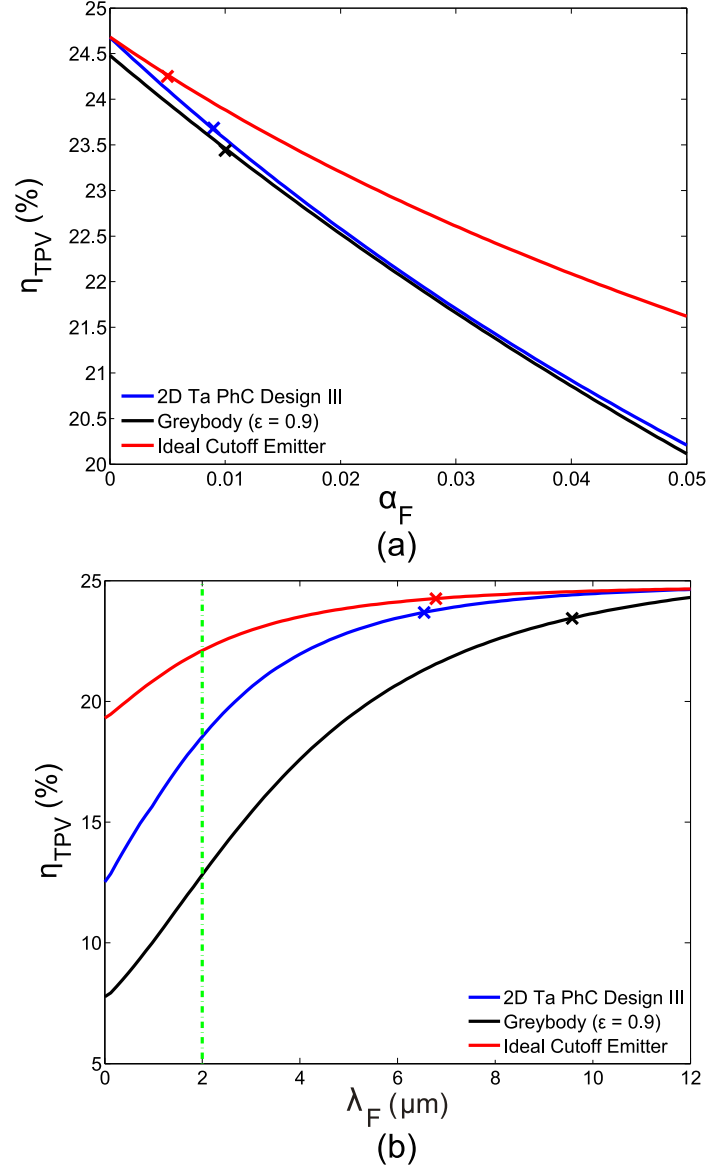 25
24.5
24
23.5
23
22.5
22
21.5
21
20.5
20
η_TPV (%)
2D Ta PhC Design III
Greybody (ε = 0.9)
Ideal Cutoff Emitter
0 0.01 0.02 0.03 0.04 0.05
α_F
(a)
25
20
15
10
5
η_TPV (%)
2D Ta PhC Design III
Greybody (ε = 0.9)
Ideal Cutoff Emitter
0 2 4 6 8 10 12
λ_F (μm)
(b)